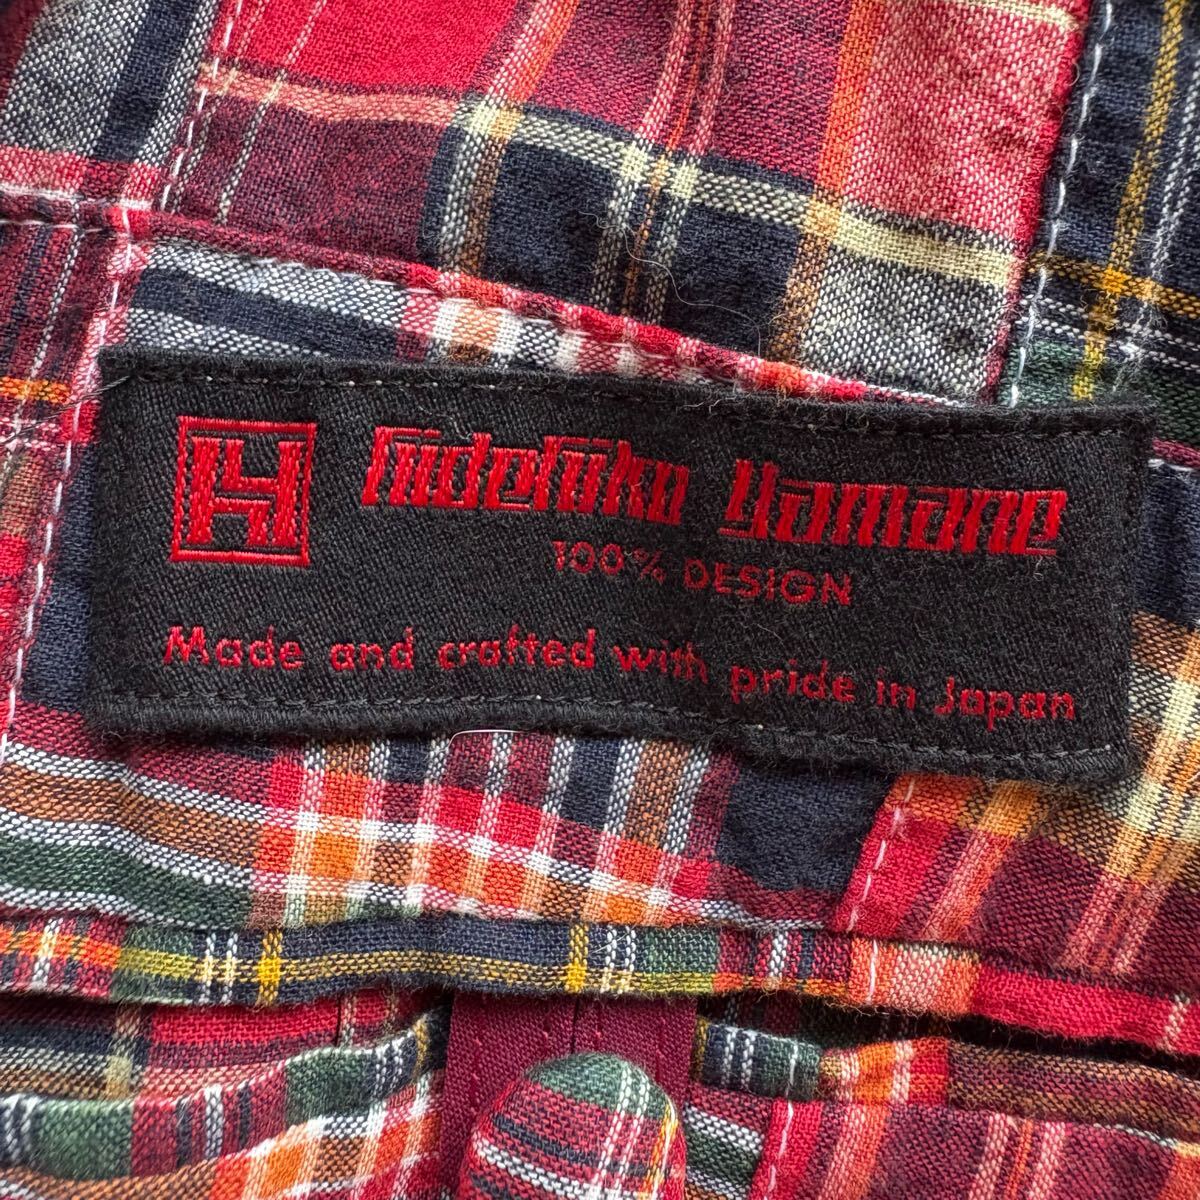 H Hidehiko Yamane
100% DESIGN
Made and crafted with pride in Japan